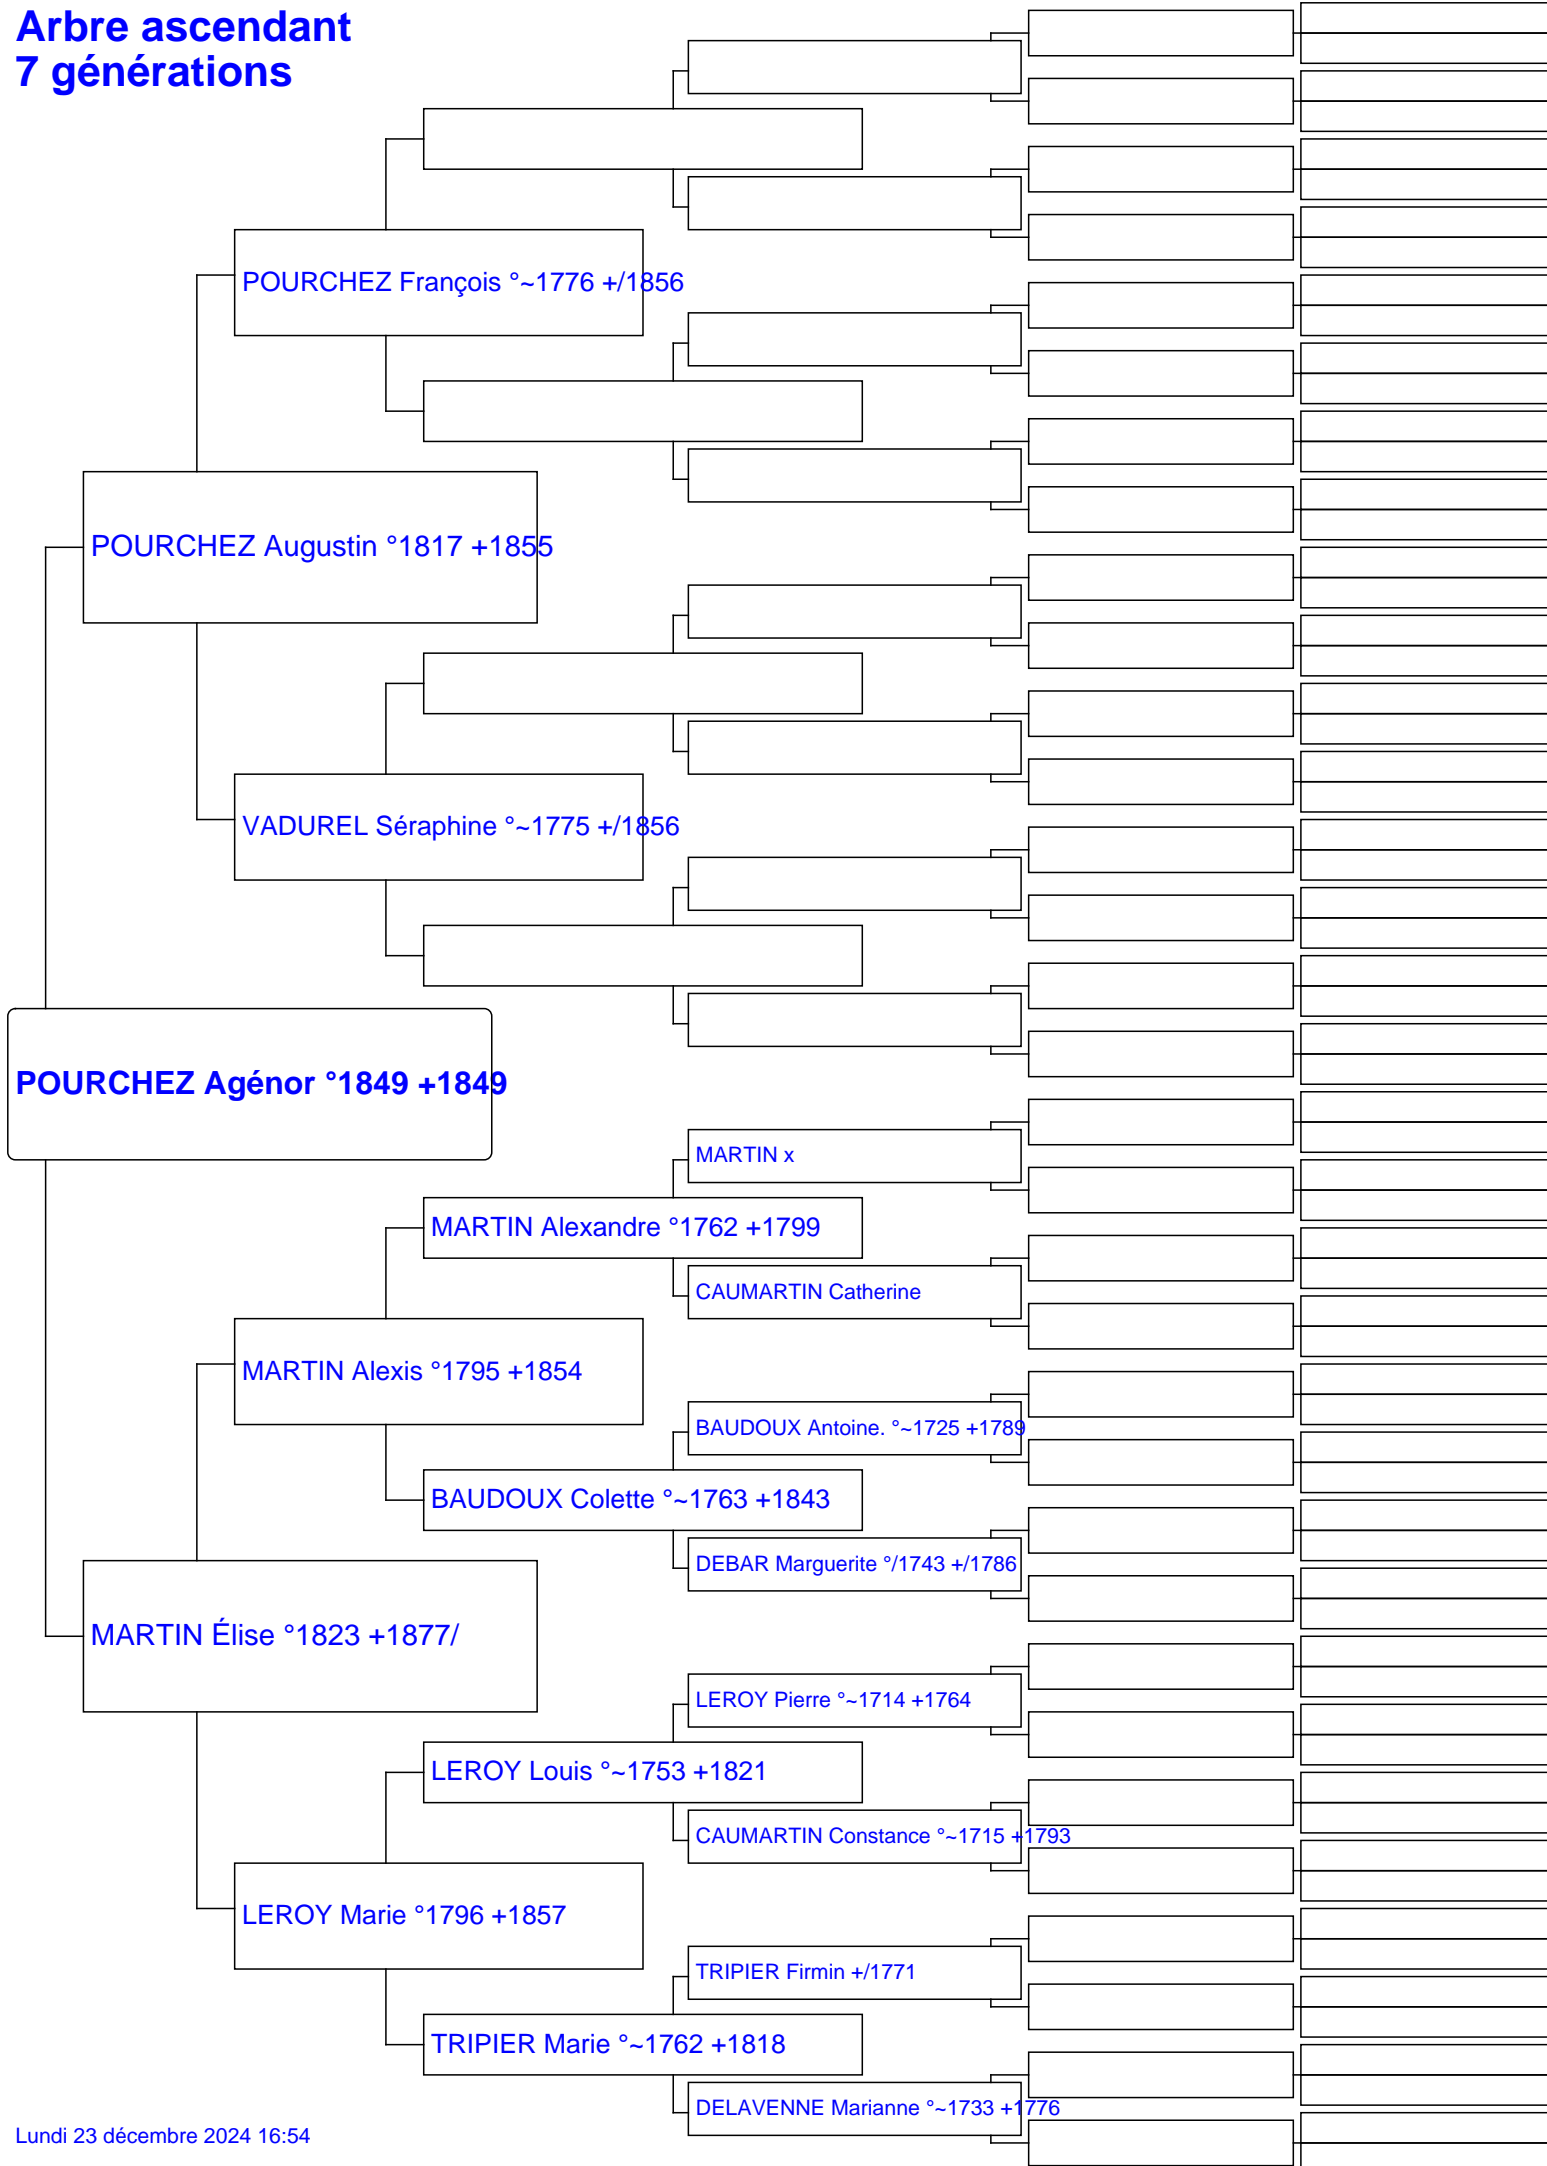 Arbre ascendant
7 générations
POURCHEZ François °~1776 +/1856
POURCHEZ Augustin °1817 +1855
VADUREL Séraphine °~1775 +/1856
POURCHEZ Agénor °1849 +1849
MARTIN x
MARTIN Alexandre °1762 +1799
CAUMARTIN Catherine
MARTIN Alexis °1795 +1854
BAUDOUX Antoine. °~1725 +1789
BAUDOUX Colette °~1763 +1843
DEBAR Marguerite °/1743 +/1786
MARTIN Élise °1823 +1877/
LEROY Pierre °~1714 +1764
LEROY Louis °~1753 +1821
CAUMARTIN Constance °~1715 +1793
LEROY Marie °1796 +1857
TRIPIER Firmin +/1771
TRIPIER Marie °~1762 +1818
DELAVENNE Marianne °~1733 +1776
Lundi 23 décembre 2024 16:54